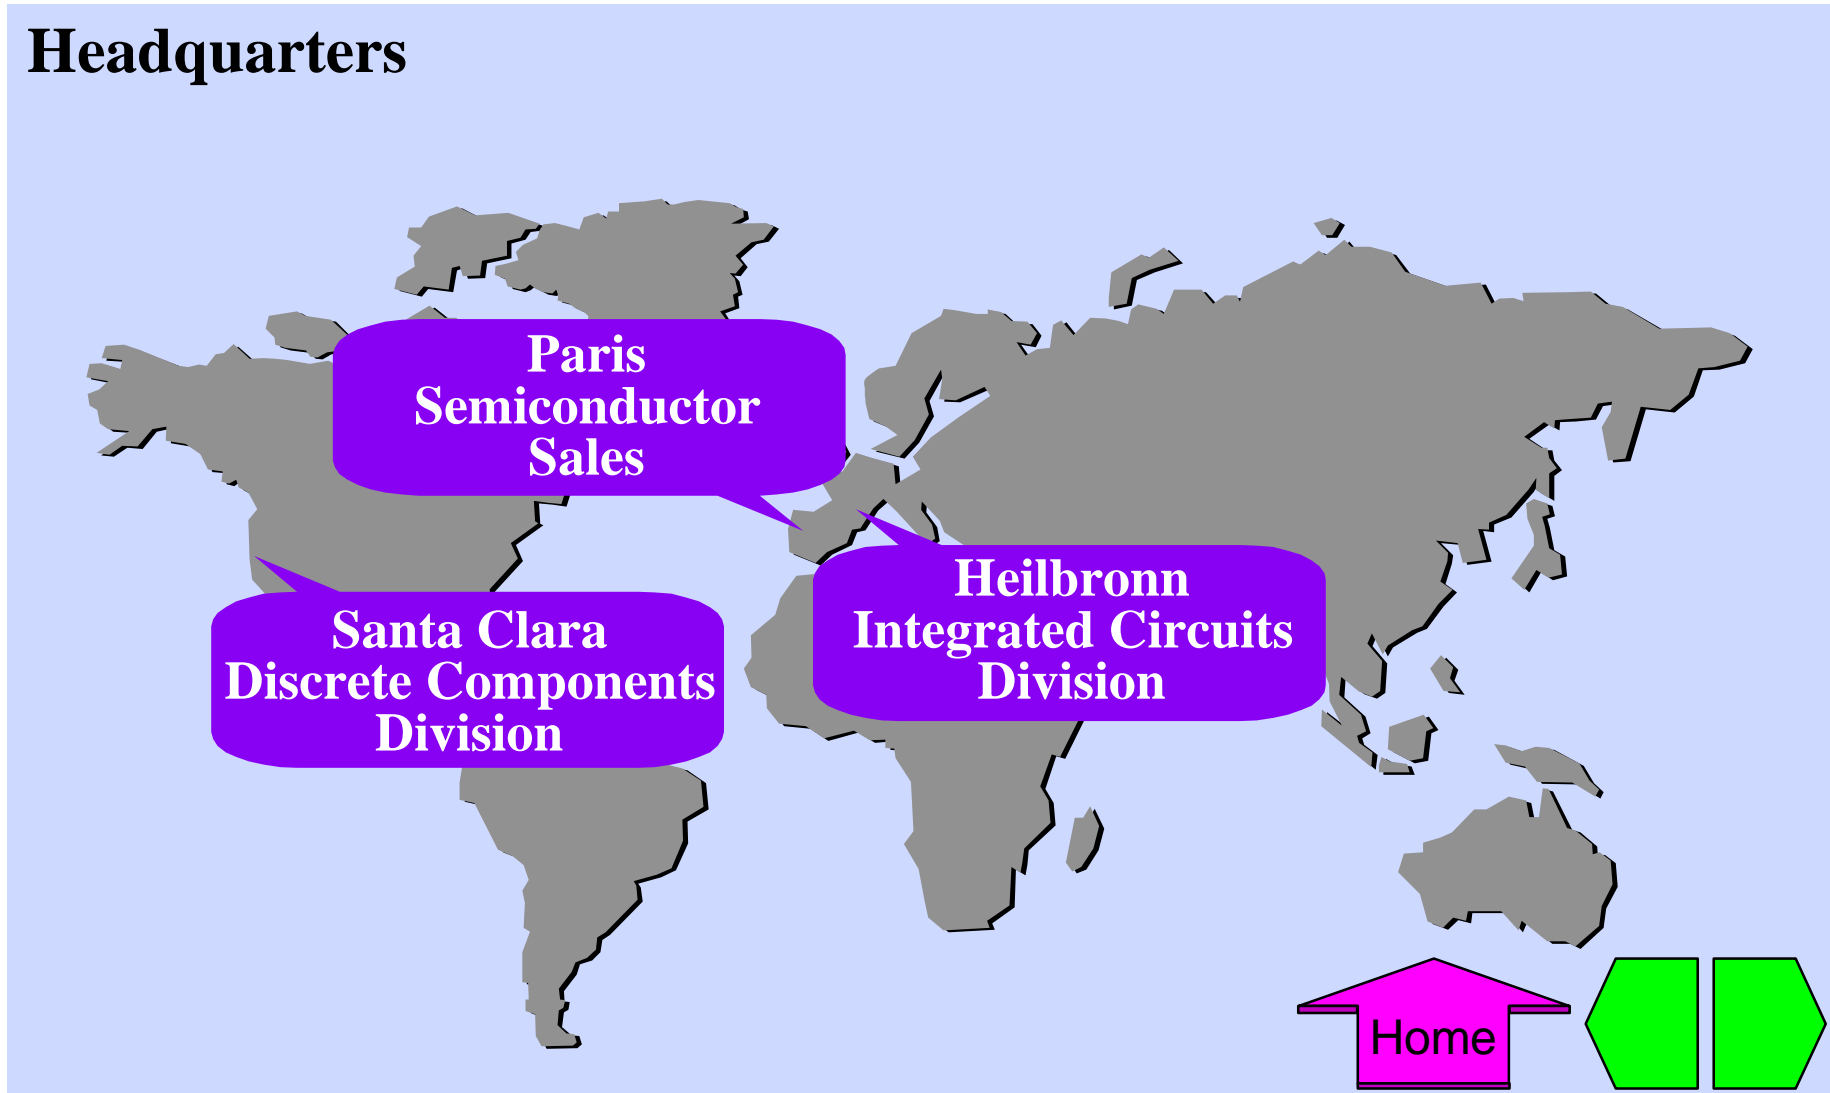 Headquarters
Paris
Semiconductor
Sales
Heilbronn
Integrated Circuits
Division
Santa Clara
Discrete Components
Division
Home